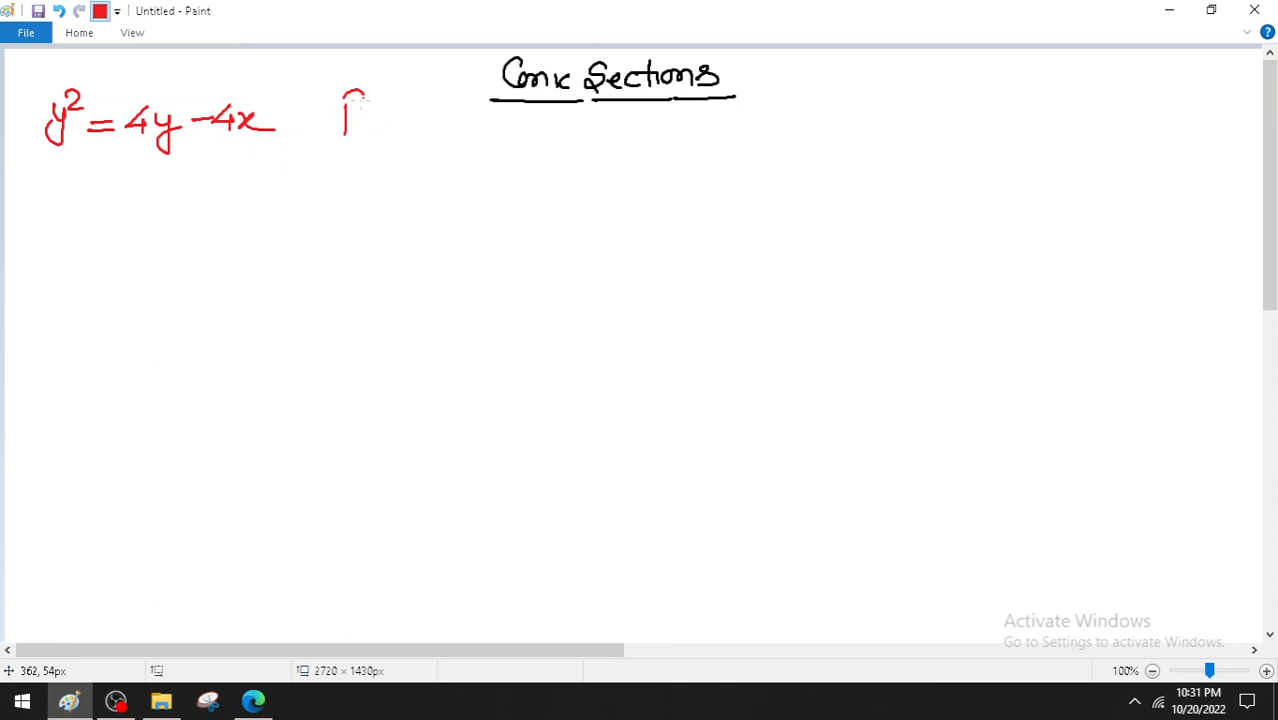 Untitled - Paint
File Home View
Conic Sections
y² = 4y - 4x
Activate Windows
Go to Settings to activate Windows.
362, 54px
2720 × 1430px
100%
10:31 PM
10/20/2022